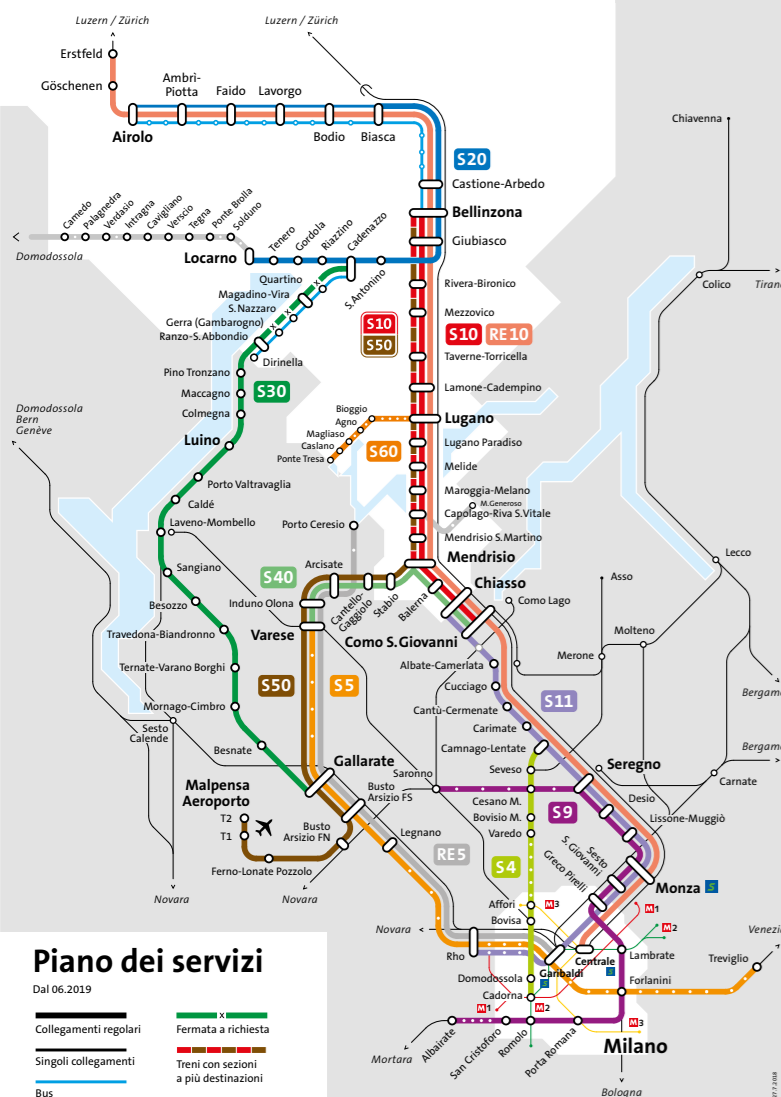 Luzern / Zürich
Luzern / Zürich
Erstfeld
Göschenen
Ambrì-
Piotta
Faido
Lavorgo
Airolo
Bodio
Biasca
Chiavenna
S20
Castione-Arbedo
Bellinzona
Giubiasco
Camedo
Palagnedra
Verdasio
Intragna
Cavigliano
Verscio
Tegna
Ponte Brolla
Solduno
Domodossola
Locarno
Tenero
Gordola
Riazzino
Cadenazzo
S.Antonino
Colico
Tirano
Quartino
Magadino-Vira
S.Nazzaro
Gerra (Gambarogno)
Ranzo-S.Abbondio
Dirinella
Rivera-Bironico
Mezzovico
S10
S50
S10
RE10
Taverne-Torricella
Pino Tronzano
Maccagno
Colmegna
S30
Lamone-Cadempino
Domodossola
Bern
Genève
Luino
Bioggio
Agno
Magliaso
Caslano
Ponte Tresa
S60
Lugano
Lugano Paradiso
Melide
Maroggia-Melano
M.Generoso
Capolago-Riva S.Vitale
Mendrisio S.Martino
Porto Valtravaglia
Caldé
Laveno-Mombello
Porto Ceresio
Mendrisio
Chiasso
Lecco
Sangiano
Besozzo
Travedona-Biandronno
Ternate-Varano Borghi
Mornago-Cimbro
Besnate
Arcisate
S40
Induno Olona
Cantello-
Gaggiolo
Stabio
Balerna
Varese
Como S.Giovanni
Como Lago
Asso
Molteno
Merone
Albate-Camerlata
Cucciago
Cantù-Cermenate
Carimate
Camnago-Lentate
S11
S50
S5
Bergamo
Bergamo
Sesto
Calende
Gallarate
Saronno
Seveso
Seregno
Carnate
Malpensa
Aeroporto
T2
T1
Busto
Arsizio FS
Busto
Arsizio FN
Legnano
Ferno-Lonate Pozzolo
Cesano M.
Bovisio M.
Varedo
S9
Desio
Lissone-Muggiò
Sesto
S. Giovanni
Greco Pirelli
Monza
S
RE5
S4
Novara
Novara
Novara
Affori
Bovisa
M3
M1
M2
Rho
Garibaldi
S
Centrale
S
Lambrate
Forlanini
Treviglio
Venezia
Domodossola
Cadorna
M1
M2
M3
Mortara
Albairate
San Cristoforo
Romolo
Porta Romana
Milano
Bologna
Piano dei servizi
Dal 06.2019
Collegamenti regolari
Singoli collegamenti
Bus
x
Fermata a richiesta
Treni con sezioni
a più destinazioni